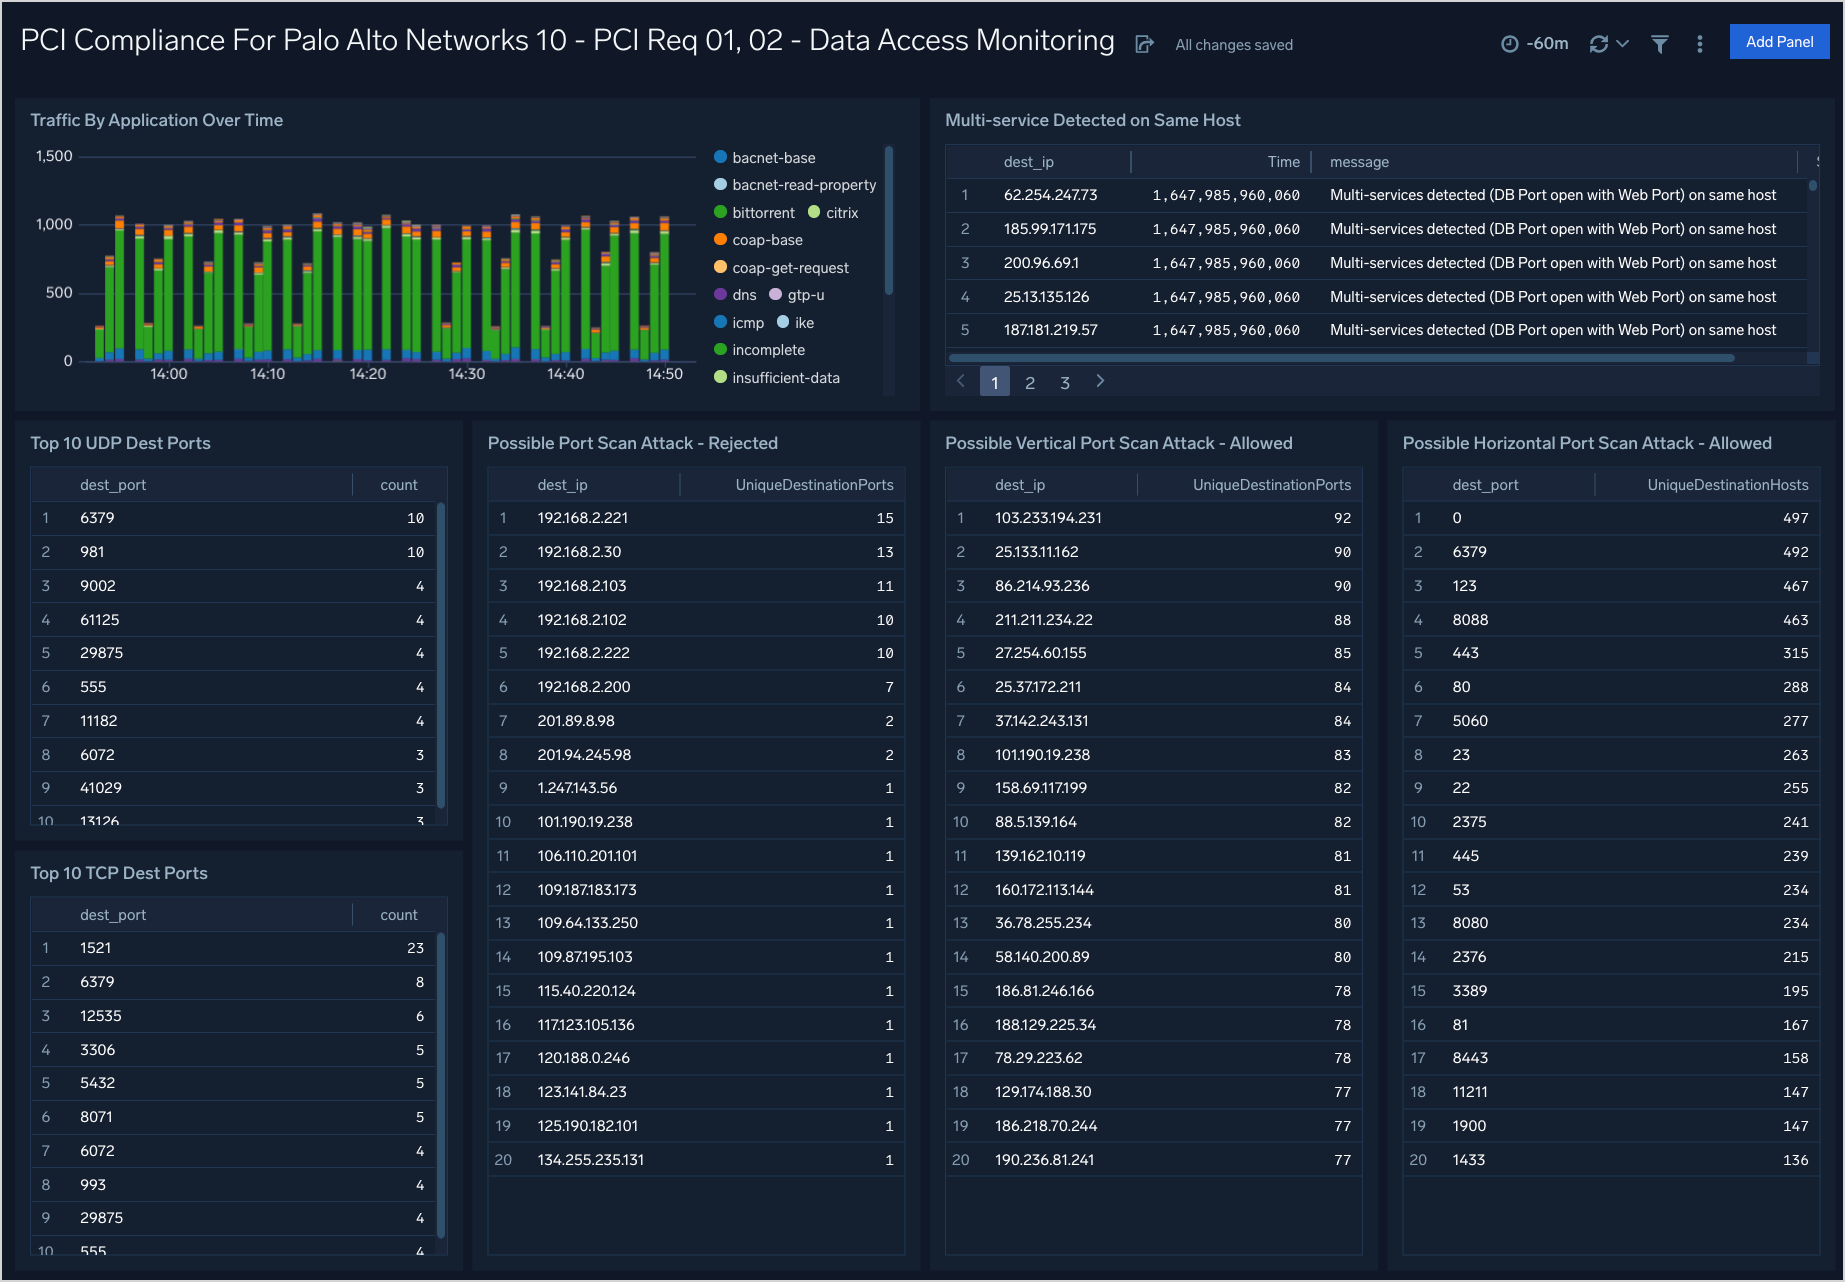 PCI Compliance For Palo Alto Networks 10 - PCI Req 01, 02 - Data Access Monitoring
All changes saved
-60m
Add Panel
Traffic By Application Over Time
1,500
1,000
500
0
14:00 14:10 14:20 14:30 14:40 14:50
bacnet-base
bacnet-read-property
bittorrent citrix
coap-base
coap-get-request
dns gtp-u
icmp ike
incomplete
insufficient-data
Multi-service Detected on Same Host
dest_ip Time message
1 62.254.247.73 1,647,985,960,060 Multi-services detected (DB Port open with Web Port) on same host
2 185.99.171.175 1,647,985,960,060 Multi-services detected (DB Port open with Web Port) on same host
3 200.96.69.1 1,647,985,960,060 Multi-services detected (DB Port open with Web Port) on same host
4 25.13.135.126 1,647,985,960,060 Multi-services detected (DB Port open with Web Port) on same host
5 187.181.219.57 1,647,985,960,060 Multi-services detected (DB Port open with Web Port) on same host
1 2 3
Top 10 UDP Dest Ports
dest_port count
1 6379 10
2 981 10
3 9002 4
4 61125 4
5 29875 4
6 555 4
7 11182 4
8 6072 3
9 41029 3
10 13126 3
Top 10 TCP Dest Ports
dest_port count
1 1521 23
2 6379 8
3 12535 6
4 3306 5
5 5432 5
6 8071 5
7 6072 4
8 993 4
9 29875 4
10 555 4
Possible Port Scan Attack - Rejected
dest_ip UniqueDestinationPorts
1 192.168.2.221 15
2 192.168.2.30 13
3 192.168.2.103 11
4 192.168.2.102 10
5 192.168.2.222 10
6 192.168.2.200 7
7 201.89.8.98 2
8 201.94.245.98 2
9 1.247.143.56 1
10 101.190.19.238 1
11 106.110.201.101 1
12 109.187.183.173 1
13 109.64.133.250 1
14 109.87.195.103 1
15 115.40.220.124 1
16 117.123.105.136 1
17 120.188.0.246 1
18 123.141.84.23 1
19 125.190.182.101 1
20 134.255.235.131 1
Possible Vertical Port Scan Attack - Allowed
dest_ip UniqueDestinationPorts
1 103.233.194.231 92
2 25.133.11.162 90
3 86.214.93.236 90
4 211.211.234.22 88
5 27.254.60.155 85
6 25.37.172.211 84
7 37.142.243.131 84
8 101.190.19.238 83
9 158.69.117.199 82
10 88.5.139.164 82
11 139.162.10.119 81
12 160.172.113.144 81
13 36.78.255.234 80
14 58.140.200.89 80
15 186.81.246.166 78
16 188.129.225.34 78
17 78.29.223.62 78
18 129.174.188.30 77
19 186.218.70.244 77
20 190.236.81.241 77
Possible Horizontal Port Scan Attack - Allowed
dest_port UniqueDestinationHosts
1 0 497
2 6379 492
3 123 467
4 8088 463
5 443 315
6 80 288
7 5060 277
8 23 263
9 22 255
10 2375 241
11 445 239
12 53 234
13 8080 234
14 2376 215
15 3389 195
16 81 167
17 8443 158
18 11211 147
19 1900 147
20 1433 136